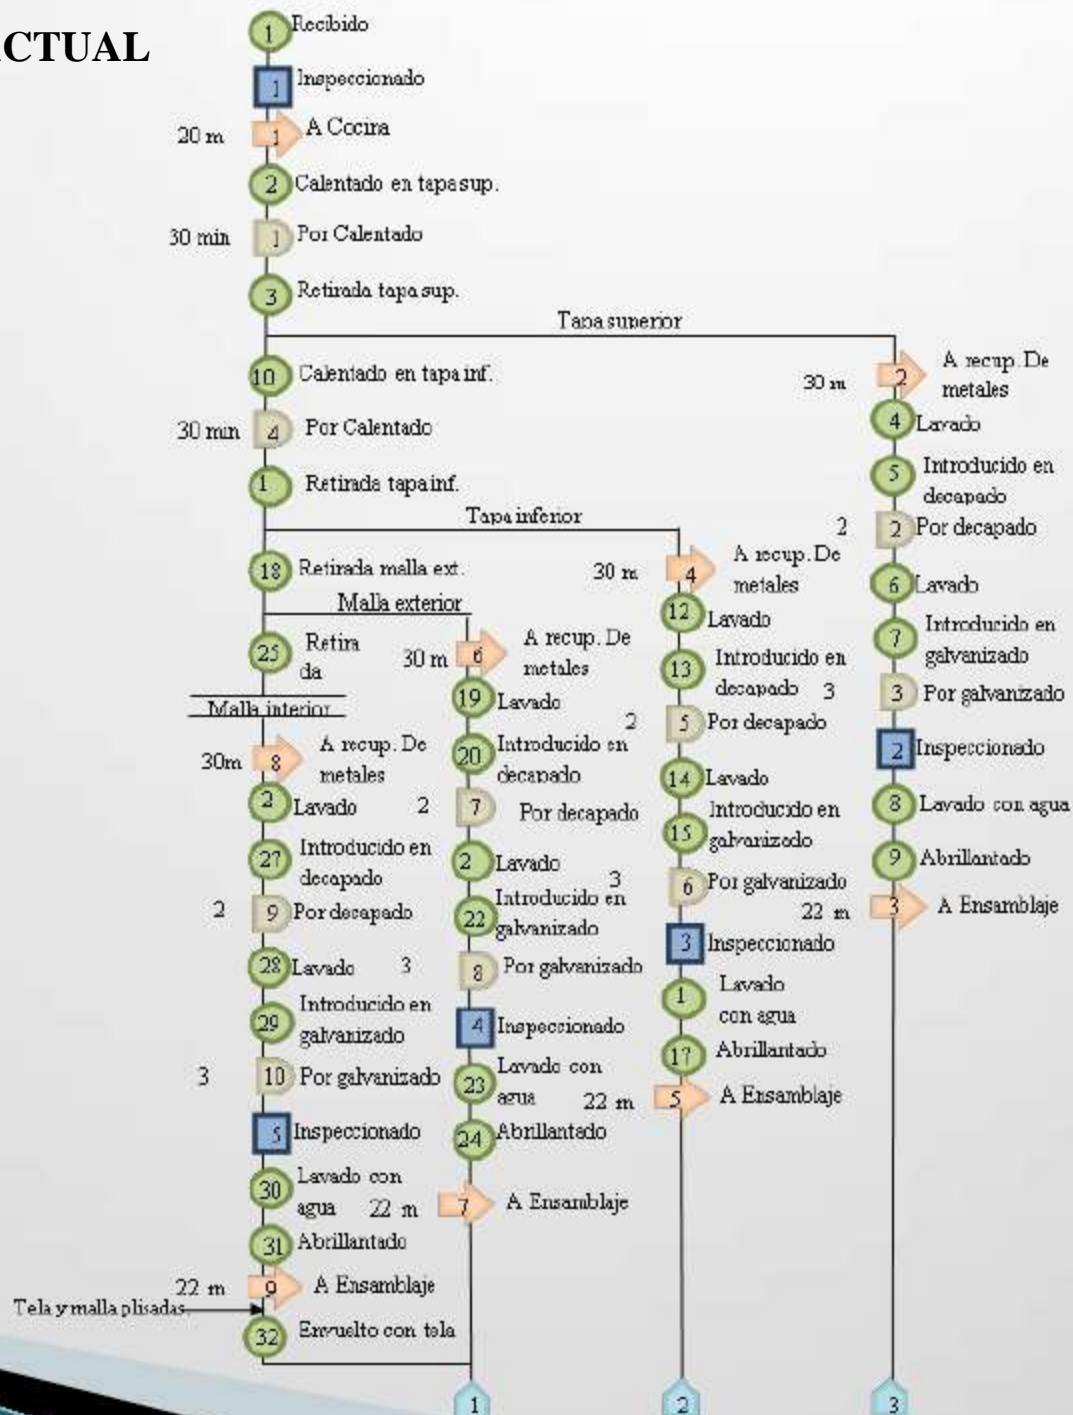 ACTUAL
1 Recibido
1 Inspeccionado
20 m 1 A Cocina
2 Calentado en tapa sup.
30 min 1 Por Calentado
3 Retirada tapa sup.
Tapa superior
10 Calentado en tapa inf.
30 min 4 Por Calentado
1 Retirada tapa inf.
Tapa inferior
18 Retirada malla ext.
Malla exterior
25 Retira
da
Malla interior
30m 8 A recup. De
metales
2 Lavado
27 Introducido en
decapado
2 9 Por decapado
28 Lavado 3
29 Introducido en
galvanizado
3 10 Por galvanizado
5 Inspeccionado
30 Lavado con
agua
31 Abrillantado
22 m 9 A Ensamblaje
Tela y malla plisadas
32 Envuelto con tela
30 m 6 A recup. De
metales
19 Lavado
2
20 Introducido en
decapado
2 7 Por decapado
2 Lavado
3
22 Introducido en
galvanizado
8 Por galvanizado
4 Inspeccionado
23 Lavado con
agua
24 Abrillantado
22 m 7 A Ensamblaje
1
30 m 4 A recup. De
metales
12 Lavado
13 Introducido en
decapado 3
5 Por decapado
14 Lavado
15 Introducido en
galvanizado
6 Por galvanizado
3 Inspeccionado
1 Lavado
con agua
17 Abrillantado
22 m 5 A Ensamblaje
2
30 m 2 A recup. De
metales
4 Lavado
5 Introducido en
decapado
2 2 Por decapado
6 Lavado
7 Introducido en
galvanizado
3 Por galvanizado
2 Inspeccionado
8 Lavado con agua
9 Abrillantado
22 m 3 A Ensamblaje
3